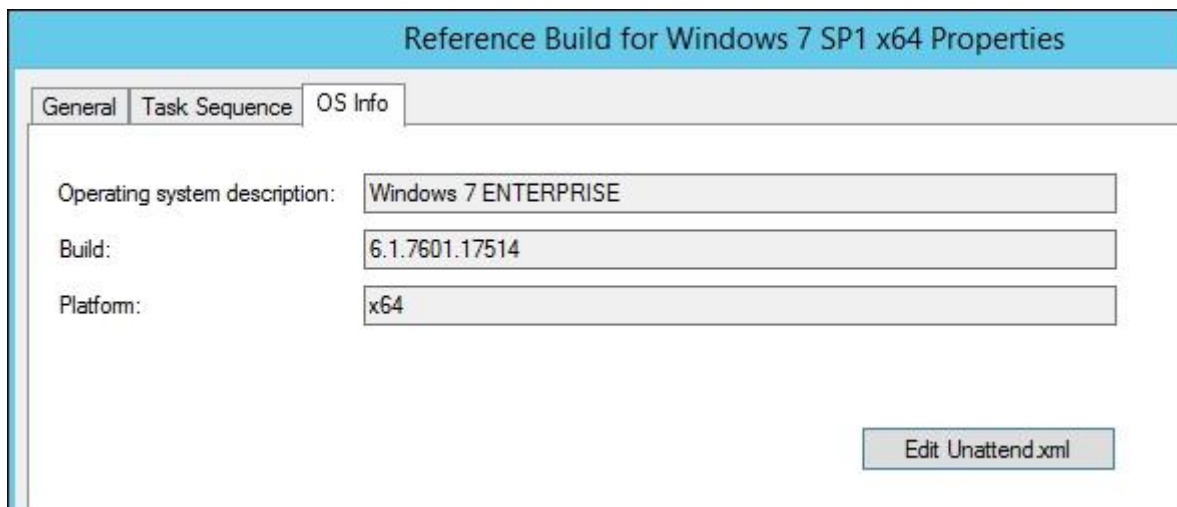 Reference Build for Windows 7 SP1 x64 Properties
General Task Sequence OS Info
Operating system description: Windows 7 ENTERPRISE
Build: 6.1.7601.17514
Platform: x64
Edit Unattend.xml